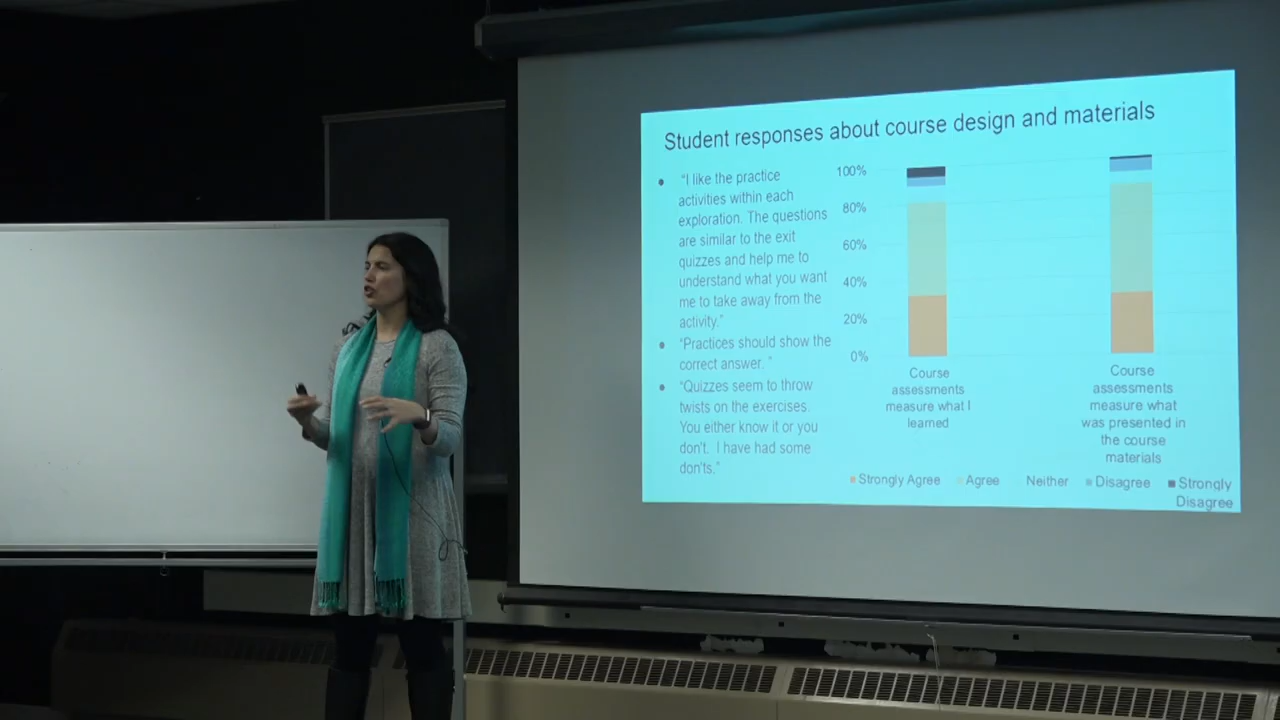 Student responses about course design and materials
“I like the practice
activities within each
exploration. The questions
are similar to the exit
quizzes and help me to
understand what you want
me to take away from the
activity.”
“Practices should show the
correct answer. ”
“Quizzes seem to throw
twists on the exercises.
You either know it or you
don't. I have had some
don'ts.”
100%
80%
60%
40%
20%
0%
Course
assessments
measure what I
learned
Course
assessments
measure what
was presented in
the course
materials
Strongly Agree Agree Neither Disagree Strongly
Disagree